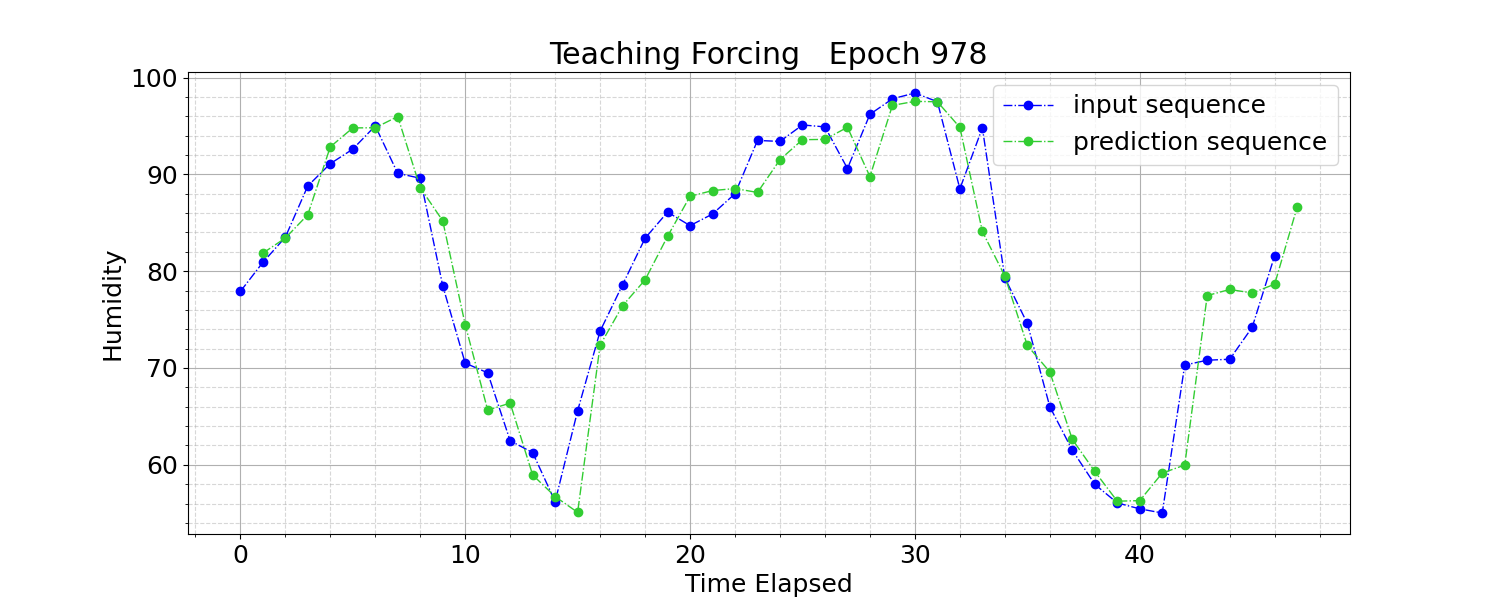 Teaching Forcing   Epoch 978
100
90
80
70
60
Humidity
input sequence
prediction sequence
0 10 20 30 40
Time Elapsed